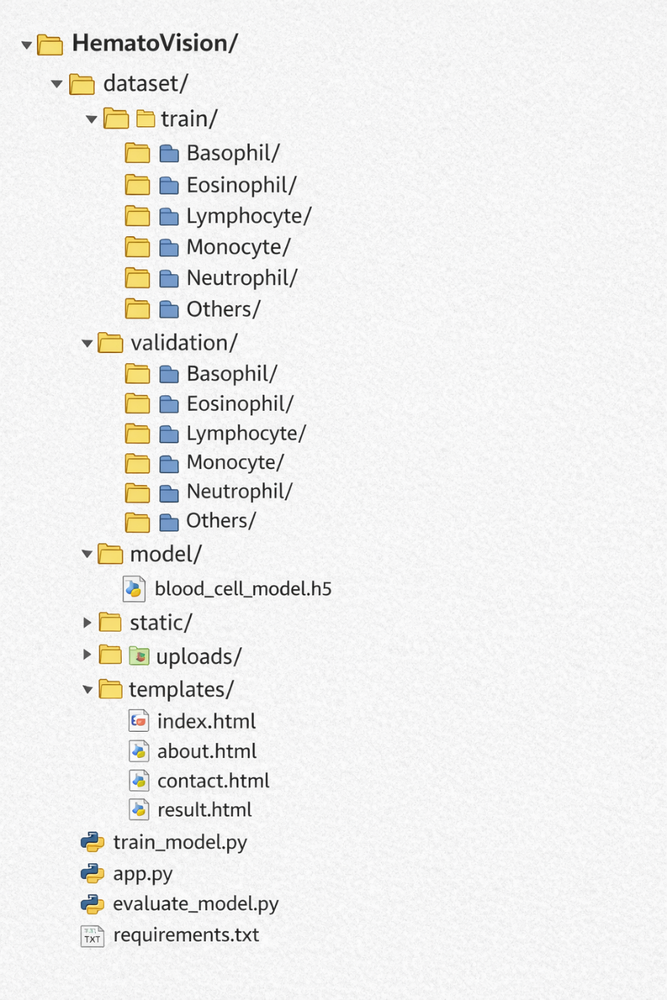 HematoVision/
dataset/
train/
Basophil/
Eosinophil/
Lymphocyte/
Monocyte/
Neutrophil/
Others/
validation/
Basophil/
Eosinophil/
Lymphocyte/
Monocyte/
Neutrophil/
Others/
model/
blood_cell_model.h5
static/
uploads/
templates/
index.html
about.html
contact.html
result.html
train_model.py
app.py
evaluate_model.py
TXT requirements.txt